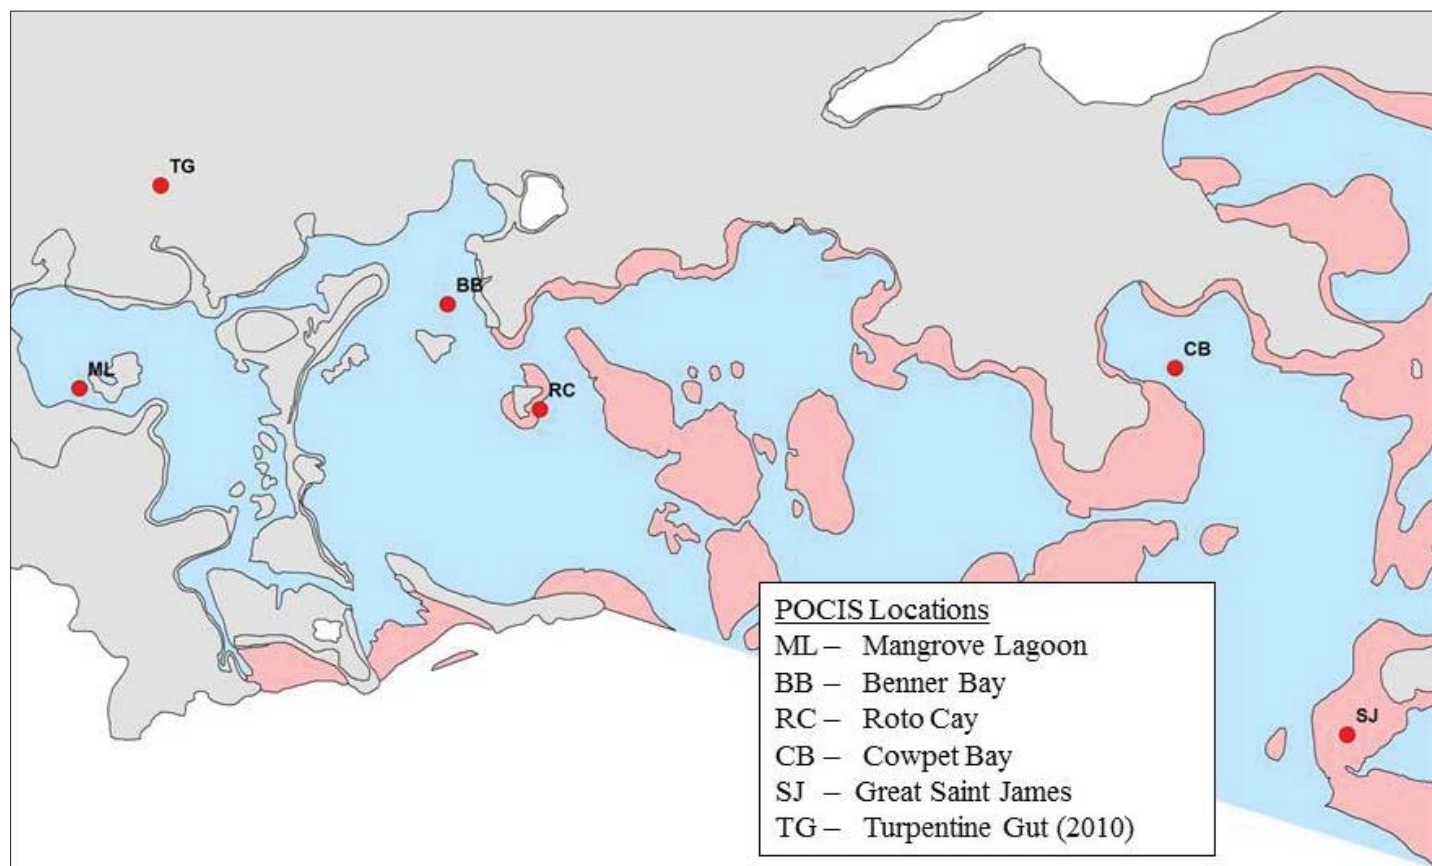 TG
BB
CB
ML
RC
SJ
POCIS Locations
ML – Mangrove Lagoon
BB – Benner Bay
RC – Roto Cay
CB – Cowpet Bay
SJ – Great Saint James
TG – Turpentine Gut (2010)